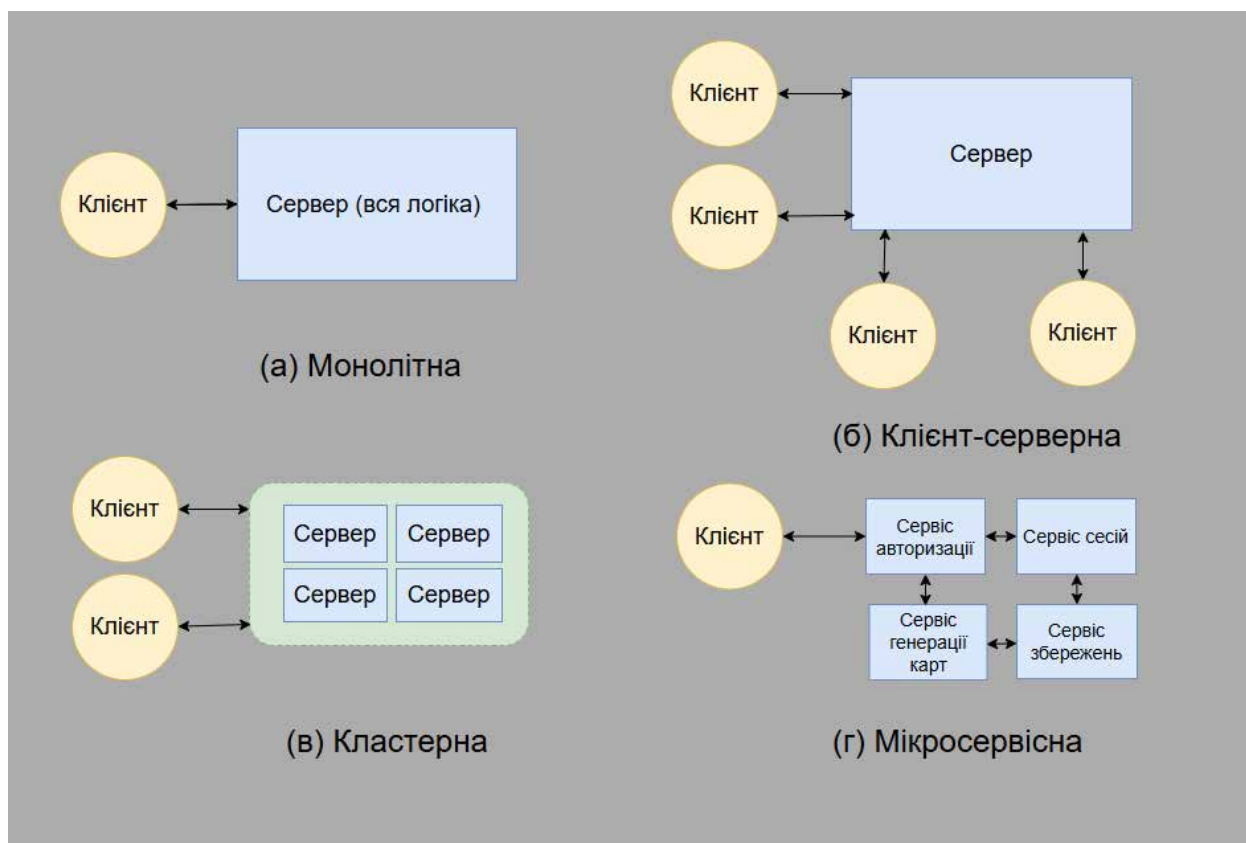 Клієнт
Сервер (вся логіка)
(а) Монолітна
Клієнт
Клієнт
Сервер
Клієнт
Клієнт
(б) Клієнт-серверна
Клієнт
Клієнт
Сервер
Сервер
Сервер
Сервер
(в) Кластерна
Клієнт
Сервіс
авторизації
Сервіс сесій
Сервіс
генерації
карт
Сервіс
збережень
(г) Мікросервісна